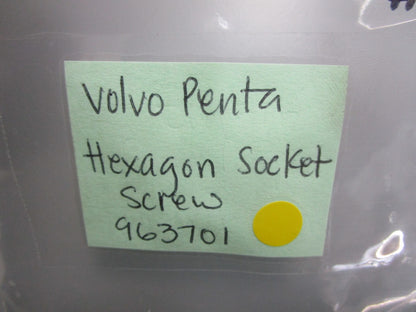 Volvo Penta
Hexagon Socket
Screw
963701